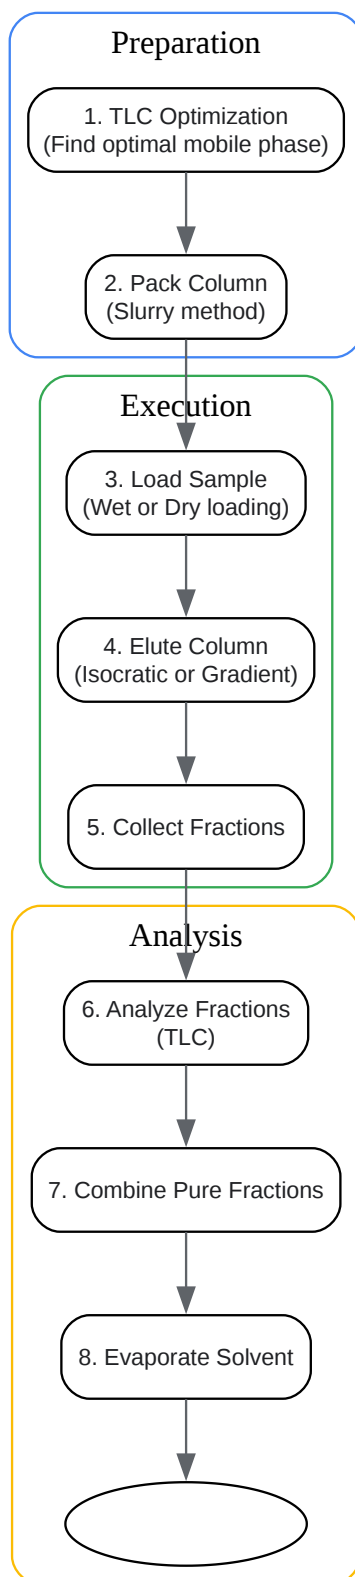 Preparation
1. TLC Optimization
(Find optimal mobile phase)
2. Pack Column
(Slurry method)
Execution
3. Load Sample
(Wet or Dry loading)
4. Elute Column
(Isocratic or Gradient)
5. Collect Fractions
Analysis
6. Analyze Fractions
(TLC)
7. Combine Pure Fractions
8. Evaporate Solvent